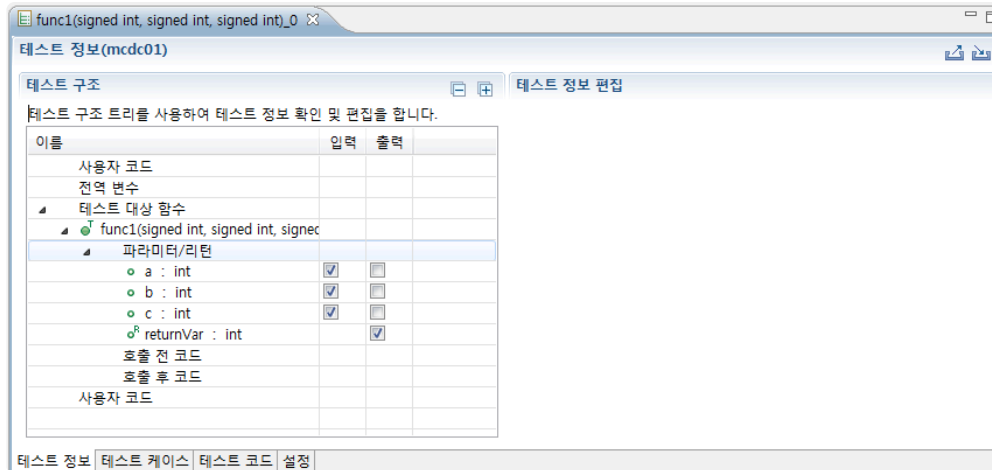 func1(signed int, signed int, signed int)_0
테스트 정보(mcdc01)
테스트 구조
테스트 정보 편집
테스트 구조 트리를 사용하여 테스트 정보 확인 및 편집을 합니다.
이름 입력 출력
사용자 코드
전역 변수
테스트 대상 함수
func1(signed int, signed int, signed
파라미터/리턴
a : int
b : int
c : int
returnVar : int
호출 전 코드
호출 후 코드
사용자 코드
테스트 정보 테스트 케이스 테스트 코드 설정